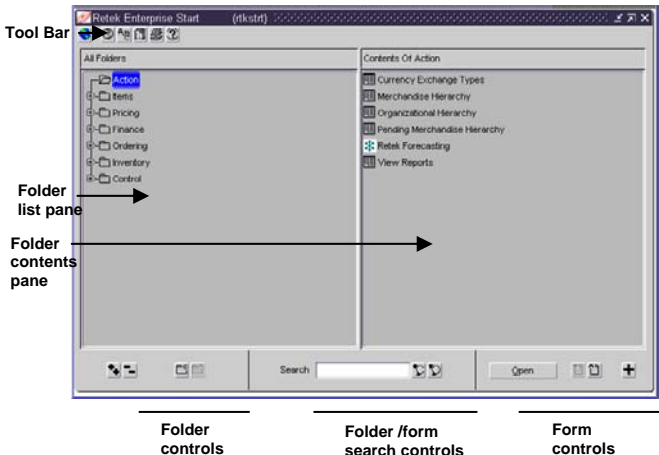 Retek Enterprise Start (rtkstrt)
Tool Bar
All Folders
Contents Of Action
Action
Items
Pricing
Finance
Ordering
Inventory
Control
Currency Exchange Types
Merchandise Hierarchy
Organizational Hierarchy
Pending Merchandise Hierarchy
Retek Forecasting
View Reports
Folder
list pane
Folder
contents
pane
Search
Open
Folder
controls
Folder /form
search controls
Form
controls